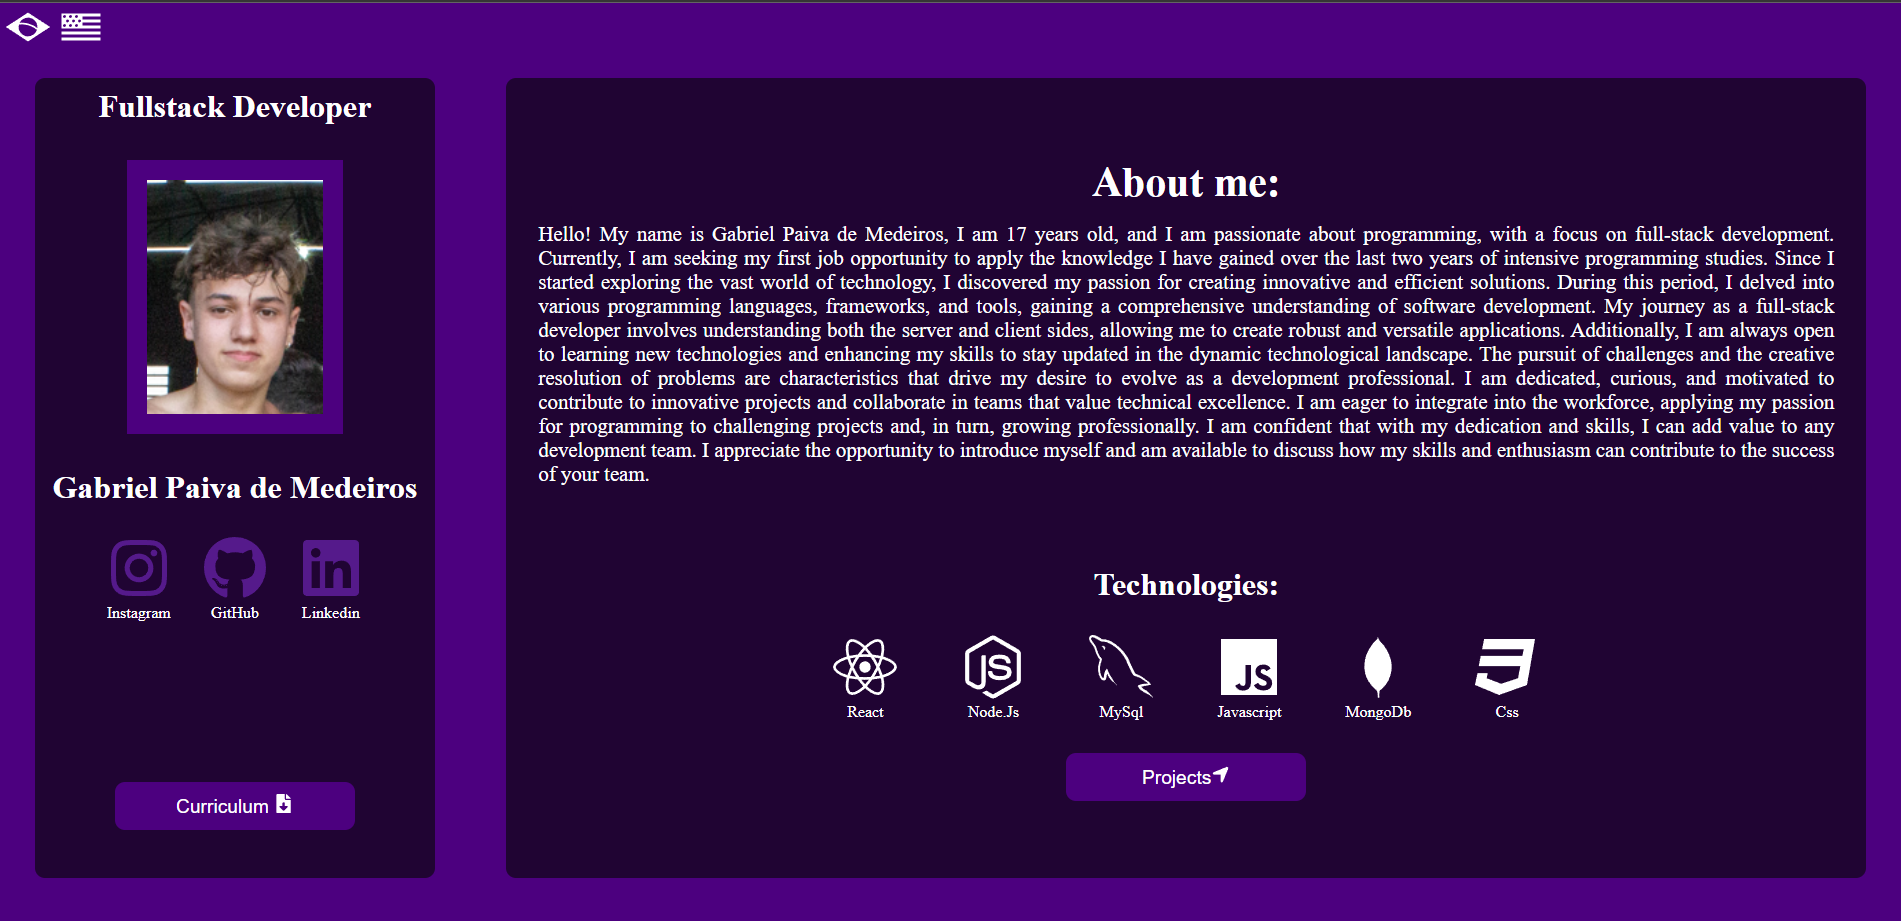 Fullstack Developer
Gabriel Paiva de Medeiros
Instagram
GitHub
Linkedin
Curriculum
About me:
Hello! My name is Gabriel Paiva de Medeiros, I am 17 years old, and I am passionate about programming, with a focus on full-stack development.
Currently, I am seeking my first job opportunity to apply the knowledge I have gained over the last two years of intensive programming studies. Since I
started exploring the vast world of technology, I discovered my passion for creating innovative and efficient solutions. During this period, I delved into
various programming languages, frameworks, and tools, gaining a comprehensive understanding of software development. My journey as a full-stack
developer involves understanding both the server and client sides, allowing me to create robust and versatile applications. Additionally, I am always open
to learning new technologies and enhancing my skills to stay updated in the dynamic technological landscape. The pursuit of challenges and the creative
resolution of problems are characteristics that drive my desire to evolve as a development professional. I am dedicated, curious, and motivated to
contribute to innovative projects and collaborate in teams that value technical excellence. I am eager to integrate into the workforce, applying my passion
for programming to challenging projects and, in turn, growing professionally. I am confident that with my dedication and skills, I can add value to any
development team. I appreciate the opportunity to introduce myself and am available to discuss how my skills and enthusiasm can contribute to the success
of your team.
Technologies:
React
Node.Js
MySql
Javascript
MongoDb
Css
Projects